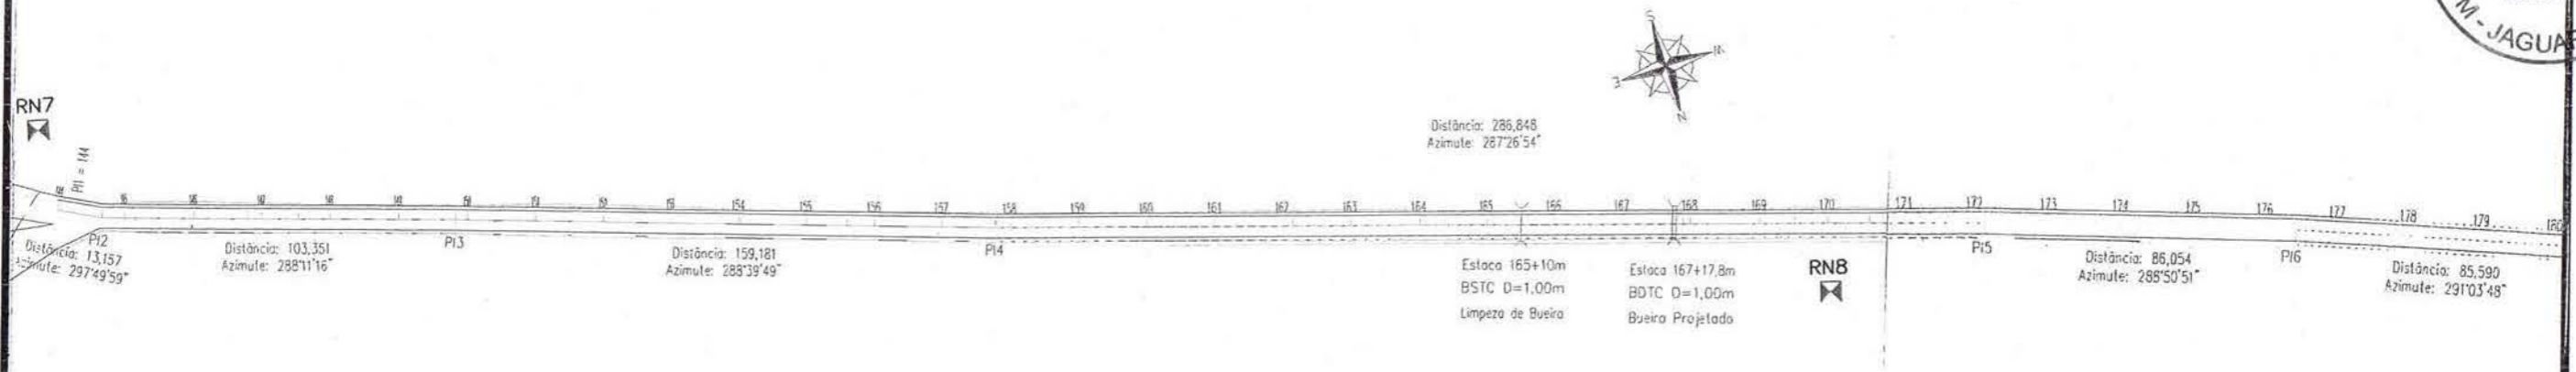 M - JAGUA
S
W
E
N
RN7
PI1 = 144
Distância: 286,848
Azimute: 287°26'54"
154 155 156 157 158 159 160 161 162 163 164 165 166 167 168 169 170 171 172 173 174 175 176 177 178 179
PI2
Distância: 13,157
Azimute: 297°49'59"
Distância: 103,351
Azimute: 288°11'16"
PI3
Distância: 159,181
Azimute: 288°39'49"
PI4
Estaca 165+10m
BSTC D=1,00m
Limpeza de Bueiro
Estaca 167+17,8m
BDTC D=1,00m
Bueiro Projetado
RN8
PI5
Distância: 86,054
Azimute: 288°50'51"
PI6
Distância: 85,590
Azimute: 291°03'48"